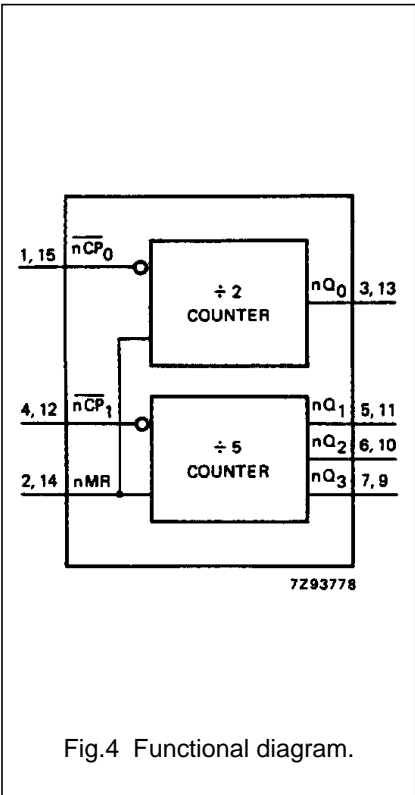 1, 15 nCP0
÷ 2
COUNTER
nQ0 3, 13
4, 12 nCP1
÷ 5
COUNTER
nQ1 5, 11
nQ2 6, 10
2, 14 nMR
nQ3 7, 9
7Z93778
Fig.4 Functional diagram.